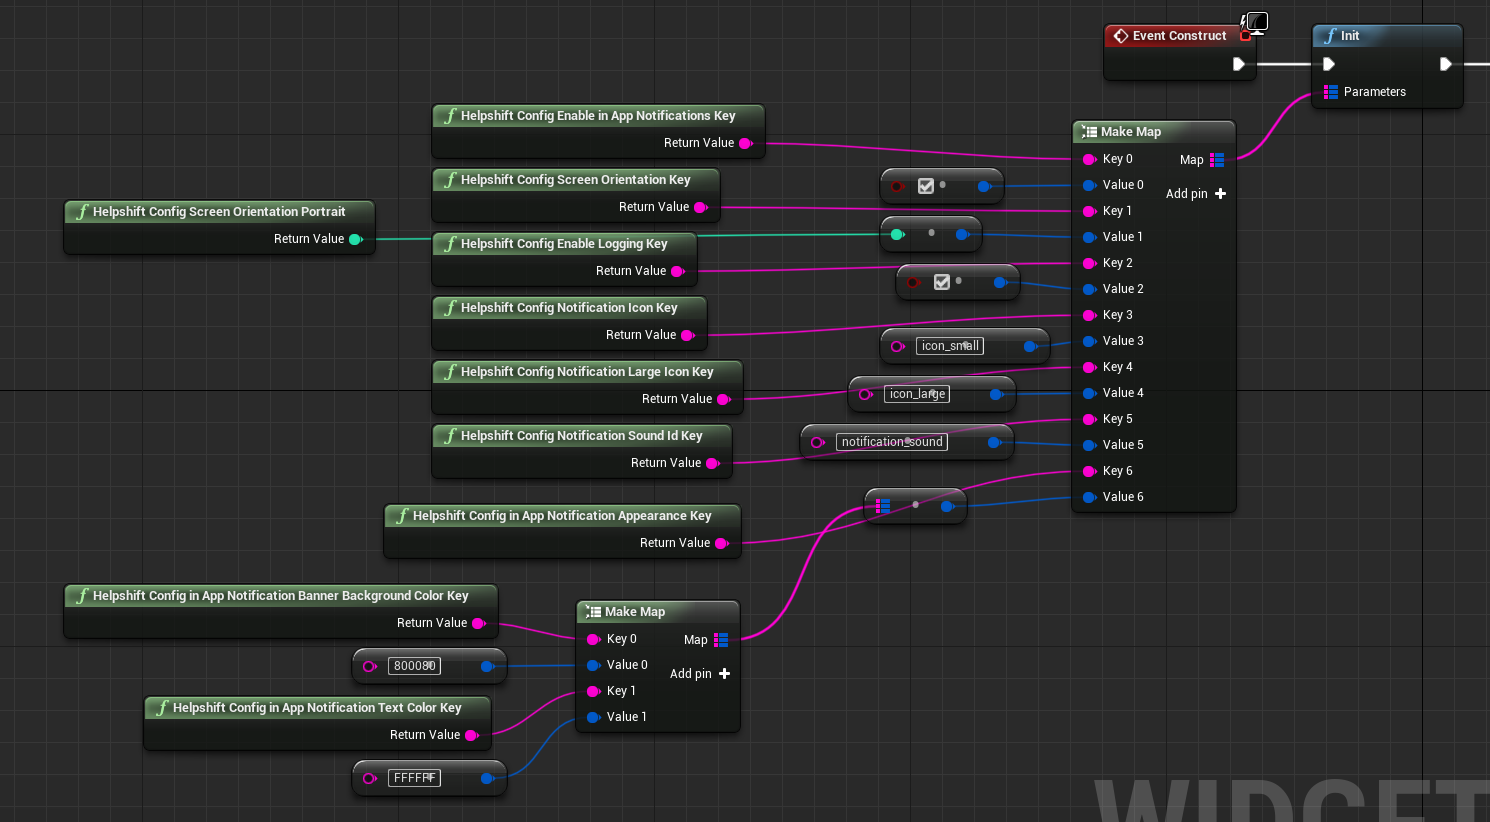 Event Construct
Init
Parameters
Helpshift Config Enable in App Notifications Key
Return Value
Make Map
Key 0
Map
Value 0
Add pin
Key 1
Value 1
Key 2
Value 2
Key 3
Value 3
Key 4
Value 4
Key 5
Value 5
Key 6
Value 6
Helpshift Config Screen Orientation Key
Return Value
Helpshift Config Screen Orientation Portrait
Return Value
Helpshift Config Enable Logging Key
Return Value
Helpshift Config Notification Icon Key
Return Value
icon_small
Helpshift Config Notification Large Icon Key
Return Value
icon_large
Helpshift Config Notification Sound Id Key
Return Value
notification_sound
Helpshift Config in App Notification Appearance Key
Return Value
Helpshift Config in App Notification Banner Background Color Key
Return Value
800080
Make Map
Key 0
Map
Value 0
Add pin
Key 1
Value 1
Helpshift Config in App Notification Text Color Key
Return Value
FFFFFF
WIDGET